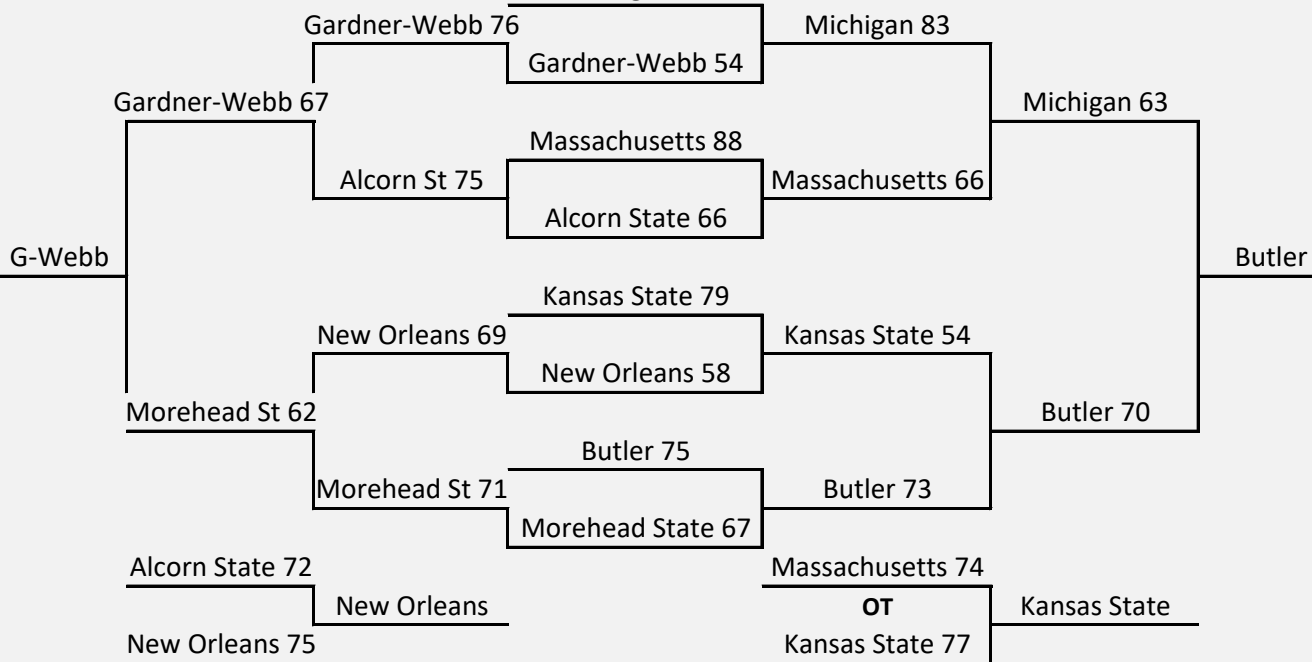 Gardner-Webb 76
Michigan 83
Gardner-Webb 54
Gardner-Webb 67
Michigan 63
Massachusetts 88
Alcorn St 75
Massachusetts 66
Alcorn State 66
G-Webb
Butler
Kansas State 79
New Orleans 69
Kansas State 54
New Orleans 58
Morehead St 62
Butler 70
Butler 75
Morehead St 71
Butler 73
Morehead State 67
Alcorn State 72
Massachusetts 74
New Orleans
OT
Kansas State
New Orleans 75
Kansas State 77